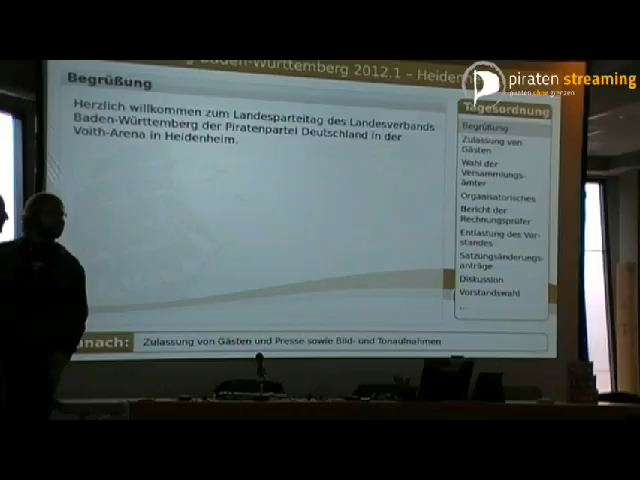 Baden-Württemberg 2012.1 – Heidenh
piraten streaming
piraten ohne grenzen
Begrüßung
Herzlich willkommen zum Landesparteitag des Landesverbands
Baden-Württemberg der Piratenpartei Deutschland in der
Voith-Arena in Heidenheim.
Tagesordnung
Begrüßung
Zulassung von
Gästen
Wahl der
Versammlungs-
ämter
Organisatorisches
Bericht der
Rechnungsprüfer
Entlastung des Vor-
standes
Satzungsänderungs-
anträge
Diskussion
Vorstandswahl
...
anach: Zulassung von Gästen und Presse sowie Bild- und Tonaufnahmen